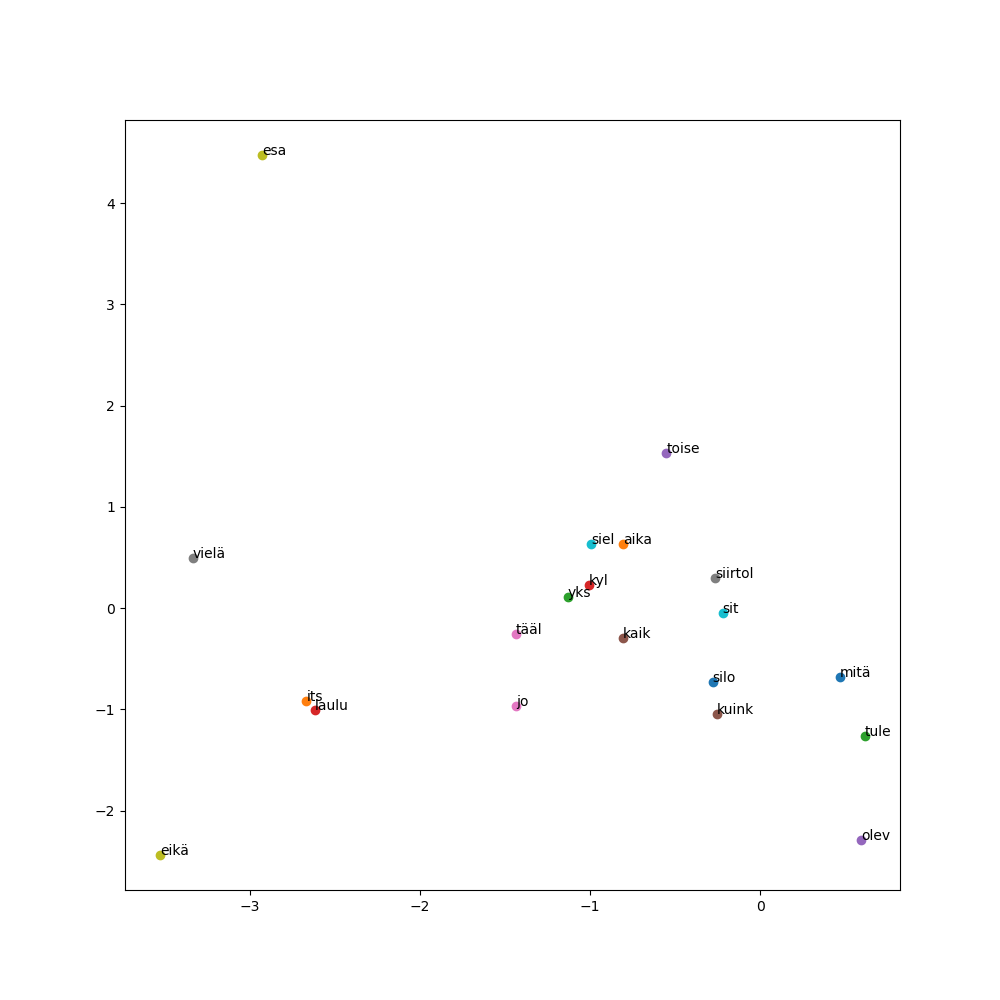 esa
4
3
2
toise
1
siel
aika
vielä
siirtol
kyl
yks
0
sit
tääl
kaik
mitä
silo
its
laulu
jo
-1
kuink
tule
-2
olev
eikä
-3
-2
-1
0